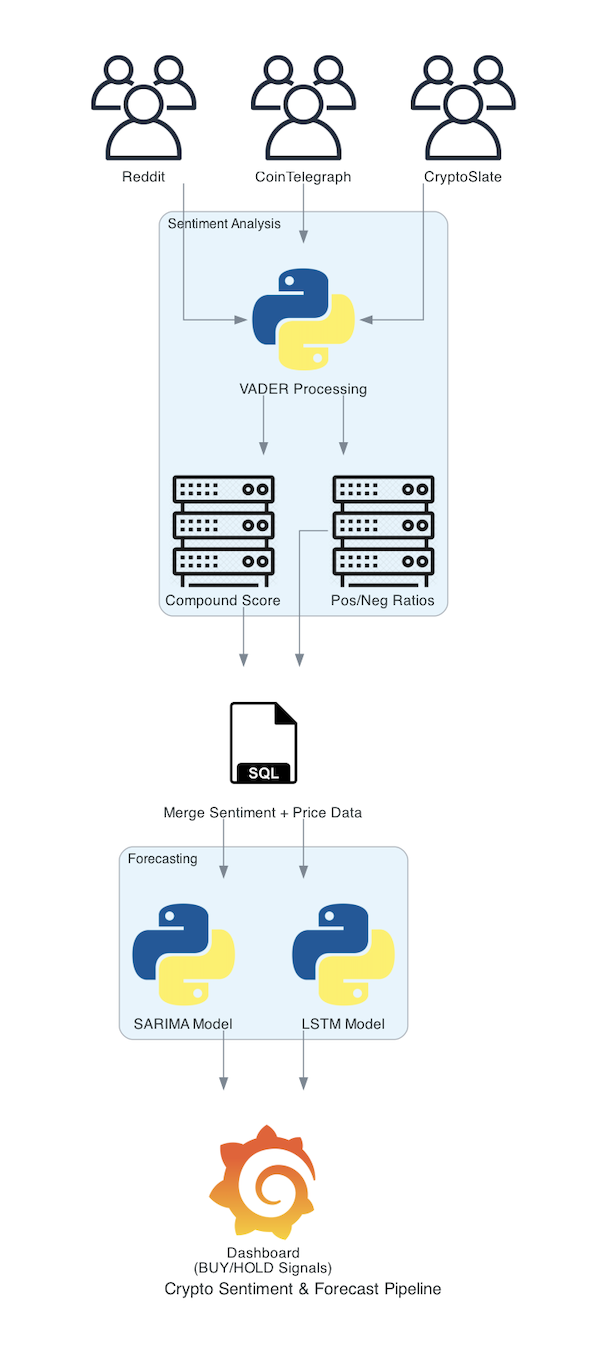 Reddit
CoinTelegraph
CryptoSlate
Sentiment Analysis
VADER Processing
Compound Score
Pos/Neg Ratios
SQL
Merge Sentiment + Price Data
Forecasting
SARIMA Model
LSTM Model
Dashboard
(BUY/HOLD Signals)
Crypto Sentiment & Forecast Pipeline